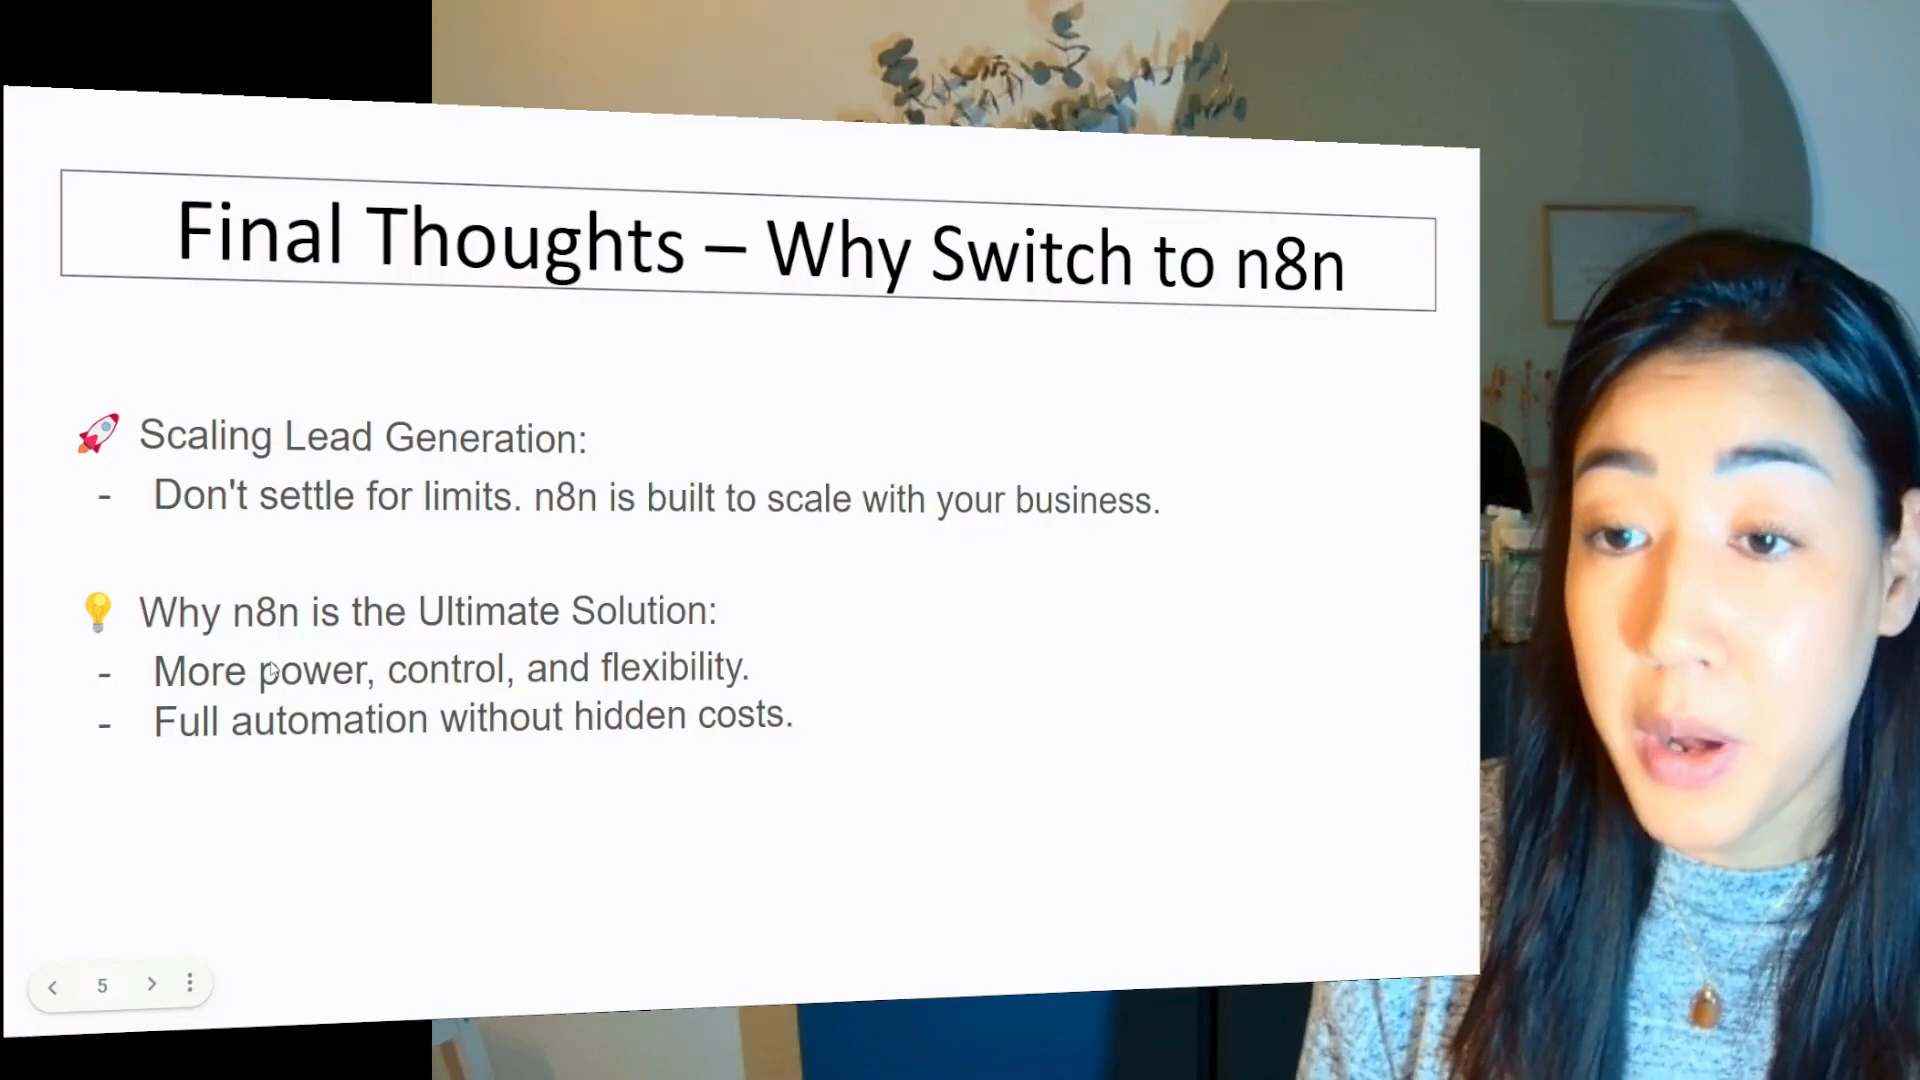 Final Thoughts – Why Switch to n8n
🚀 Scaling Lead Generation:
- Don't settle for limits. n8n is built to scale with your business.
💡 Why n8n is the Ultimate Solution:
- More power, control, and flexibility.
- Full automation without hidden costs.
5